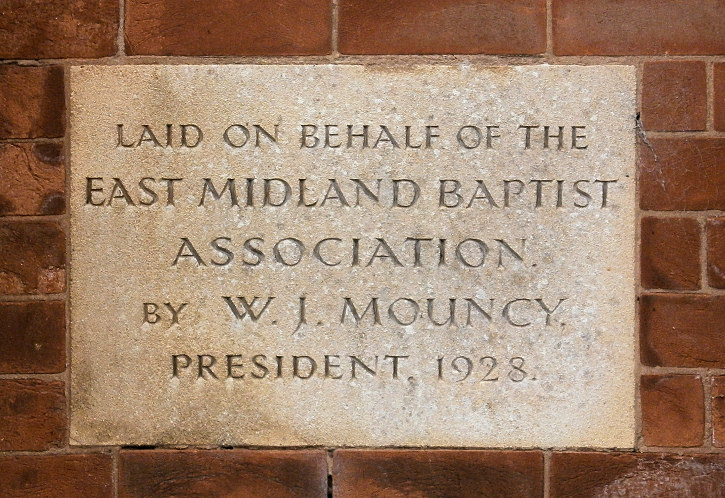 LAID ON BEHALF OF THE
EAST MIDLAND BAPTIST
ASSOCIATION.
BY W. J. MOUNCY,
PRESIDENT, 1928.